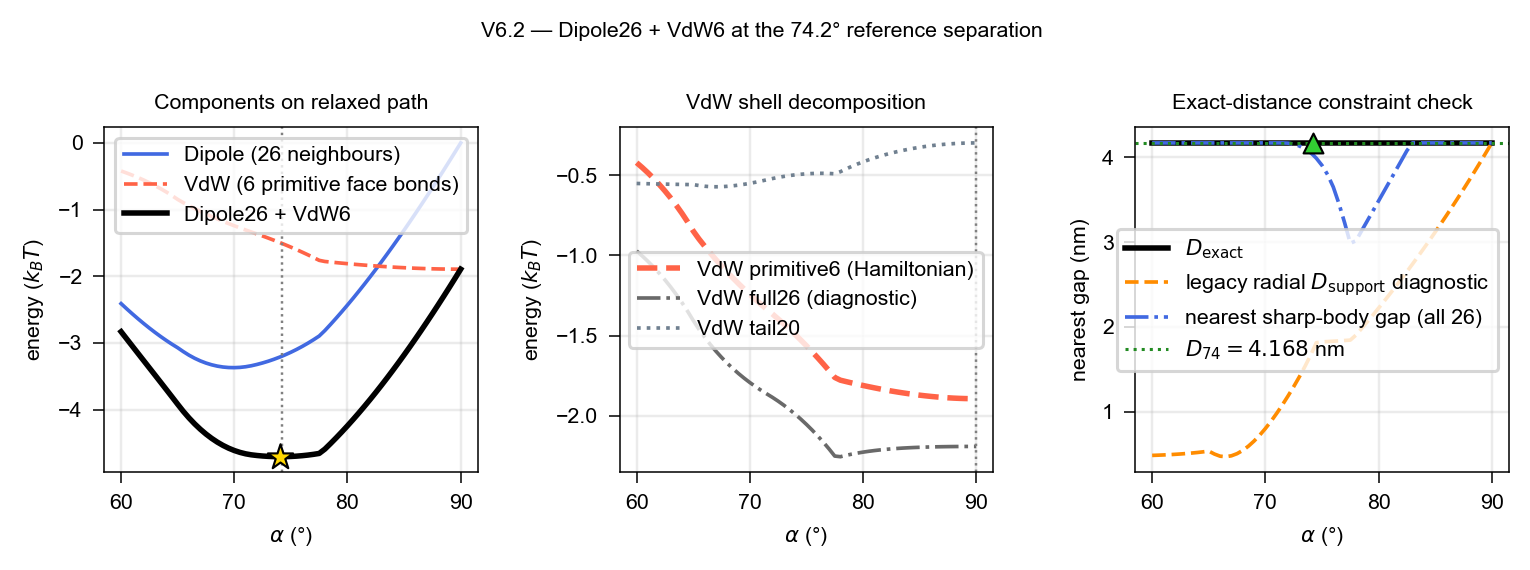 V6.2 — Dipole26 + VdW6 at the 74.2° reference separation
Components on relaxed path
0
−1
−2
−3
−4
energy (k_BT)
Dipole (26 neighbours)
VdW (6 primitive face bonds)
Dipole26 + VdW6
60
70
80
90
α (°)
VdW shell decomposition
−0.5
−1.0
−1.5
−2.0
energy (k_BT)
VdW primitive6 (Hamiltonian)
VdW full26 (diagnostic)
VdW tail20
60
70
80
90
α (°)
Exact-distance constraint check
4
3
2
1
nearest gap (nm)
D_exact
legacy radial D_support diagnostic
nearest sharp-body gap (all 26)
D_74 = 4.168 nm
60
70
80
90
α (°)